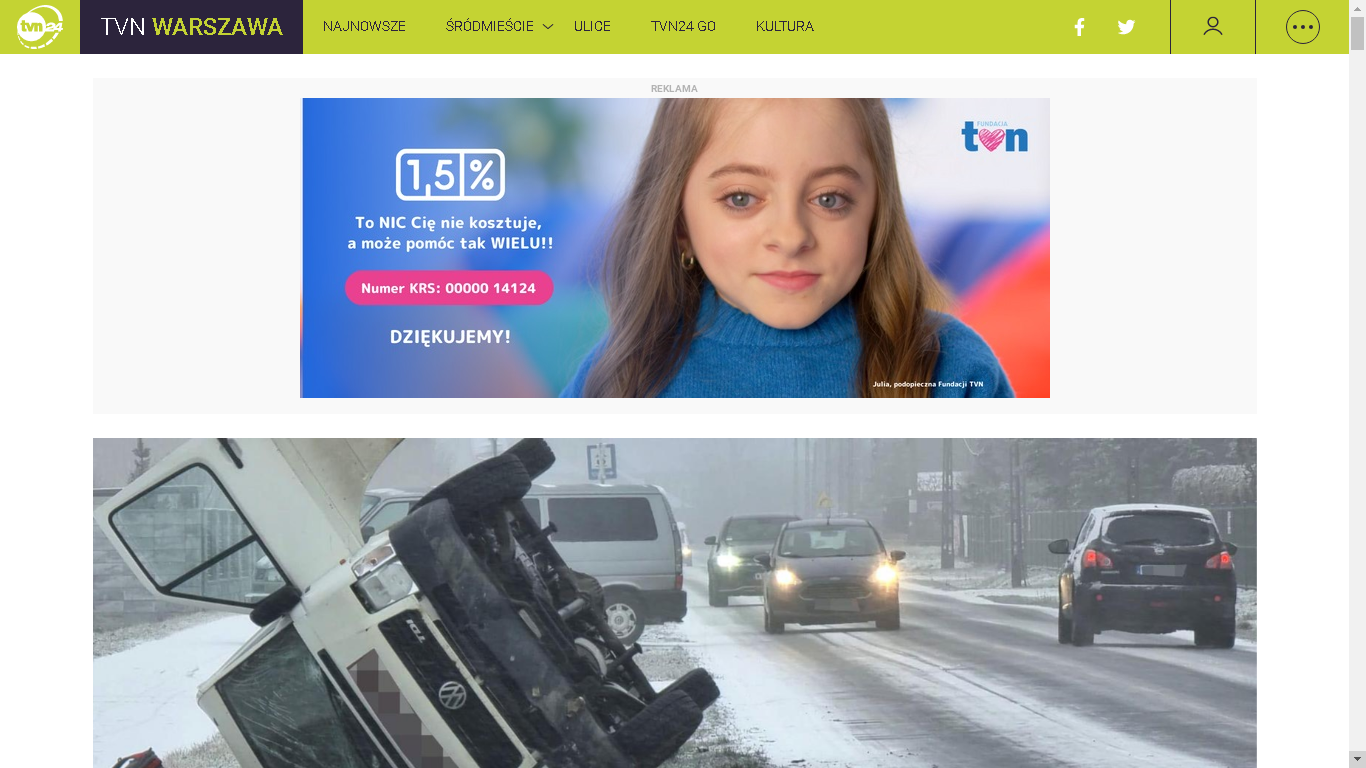 tvn24
TVN WARSZAWA
NAJNOWSZE
ŚRÓDMIEŚCIE
ULICE
TVN24 GO
KULTURA
REKLAMA
FUNDACJA
tvn
1,5%
To NIC Cię nie kosztuje,
a może pomóc tak WIELU!!
Numer KRS: 00000 14124
DZIĘKUJEMY!
Julia, podopieczna Fundacji TVN
TDI